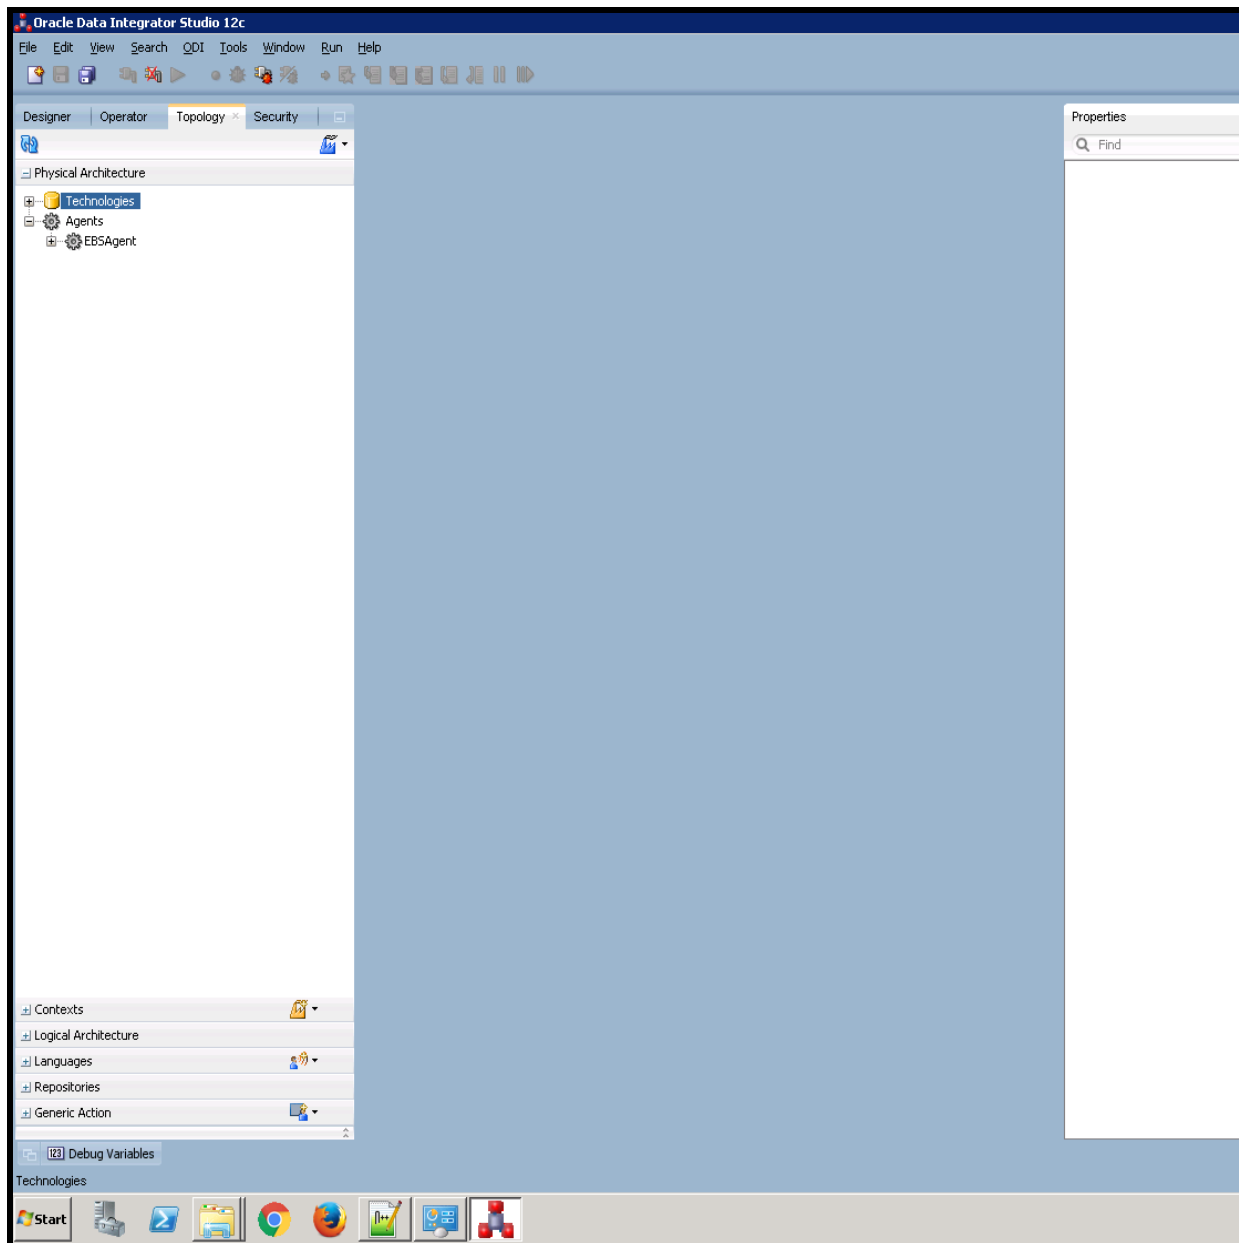 Oracle Data Integrator Studio 12c
File Edit View Search ODI Tools Window Run Help
Designer Operator Topology Security
Properties
Find
Physical Architecture
Technologies
Agents
EBSAgent
Contexts
Logical Architecture
Languages
Repositories
Generic Action
123 Debug Variables
Technologies
Start